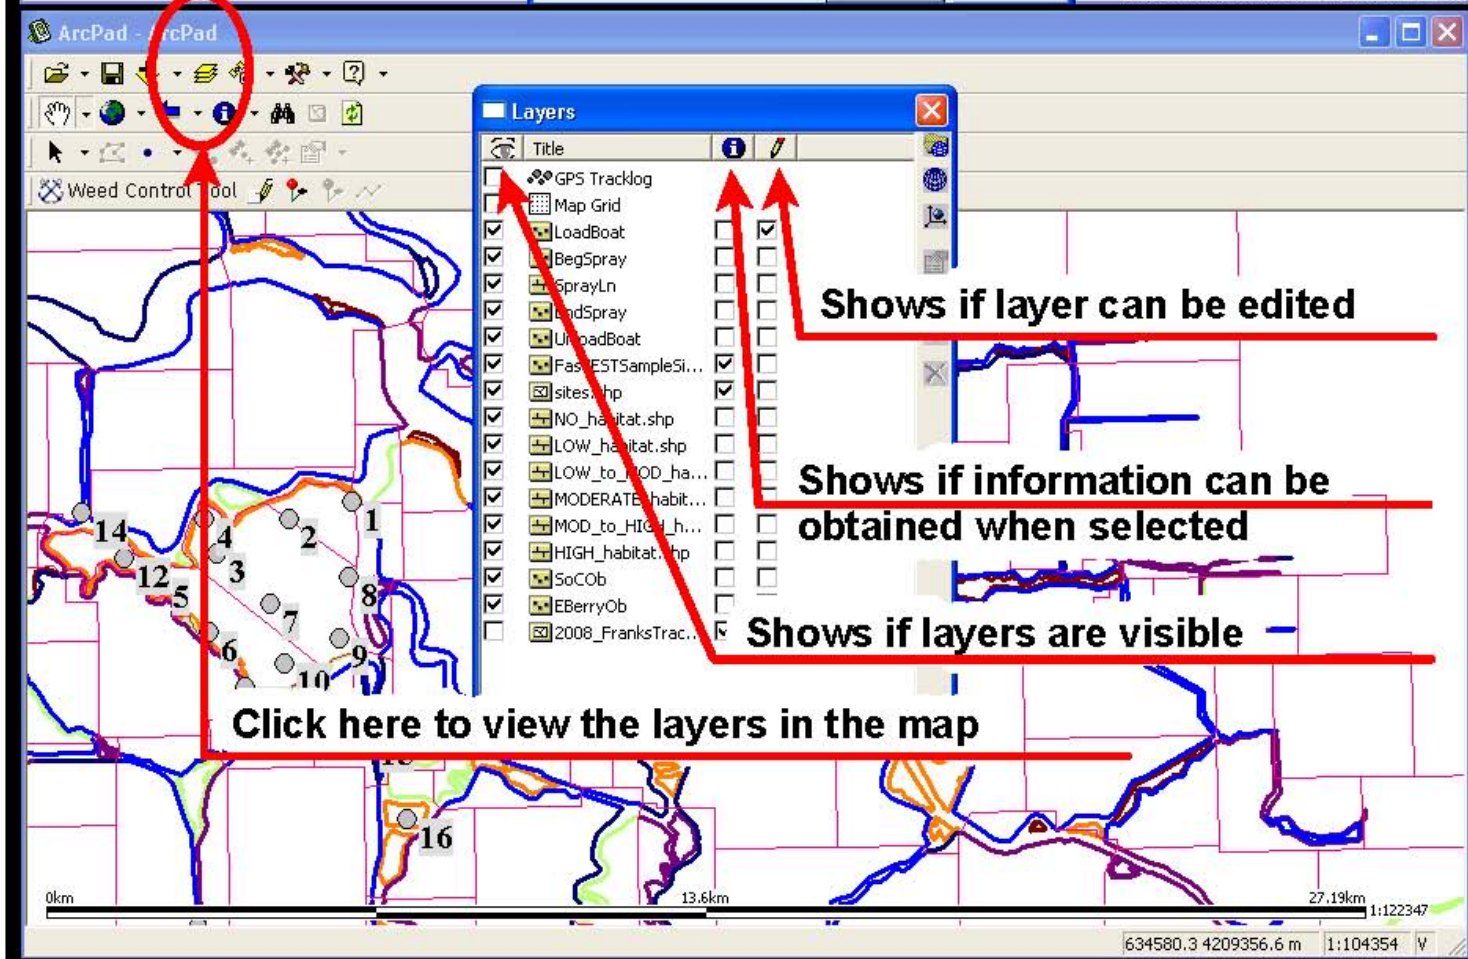 ArcPad - ArcPad
Weed Control Tool
Layers
Title
GPS Tracklog
Map Grid
LoadBoat
BegSpray
SprayLn
EndSpray
UnloadBoat
sites.shp
NO_habitat.shp
LOW_habitat.shp
LOW_to_MOD_ha...
MODERATE_habit...
MOD_to_HIGH_h...
HIGH_habitat.shp
SoCOb
EBerryOb
2008_FranksTrac...
Shows if layer can be edited
Shows if information can be
obtained when selected
Shows if layers are visible
Click here to view the layers in the map
1
2
3
4
14
12
5
6
7
8
9
10
16
0km
13.6km
27.19km
1:122347
634580.3 4209356.6 m
1:104354
V